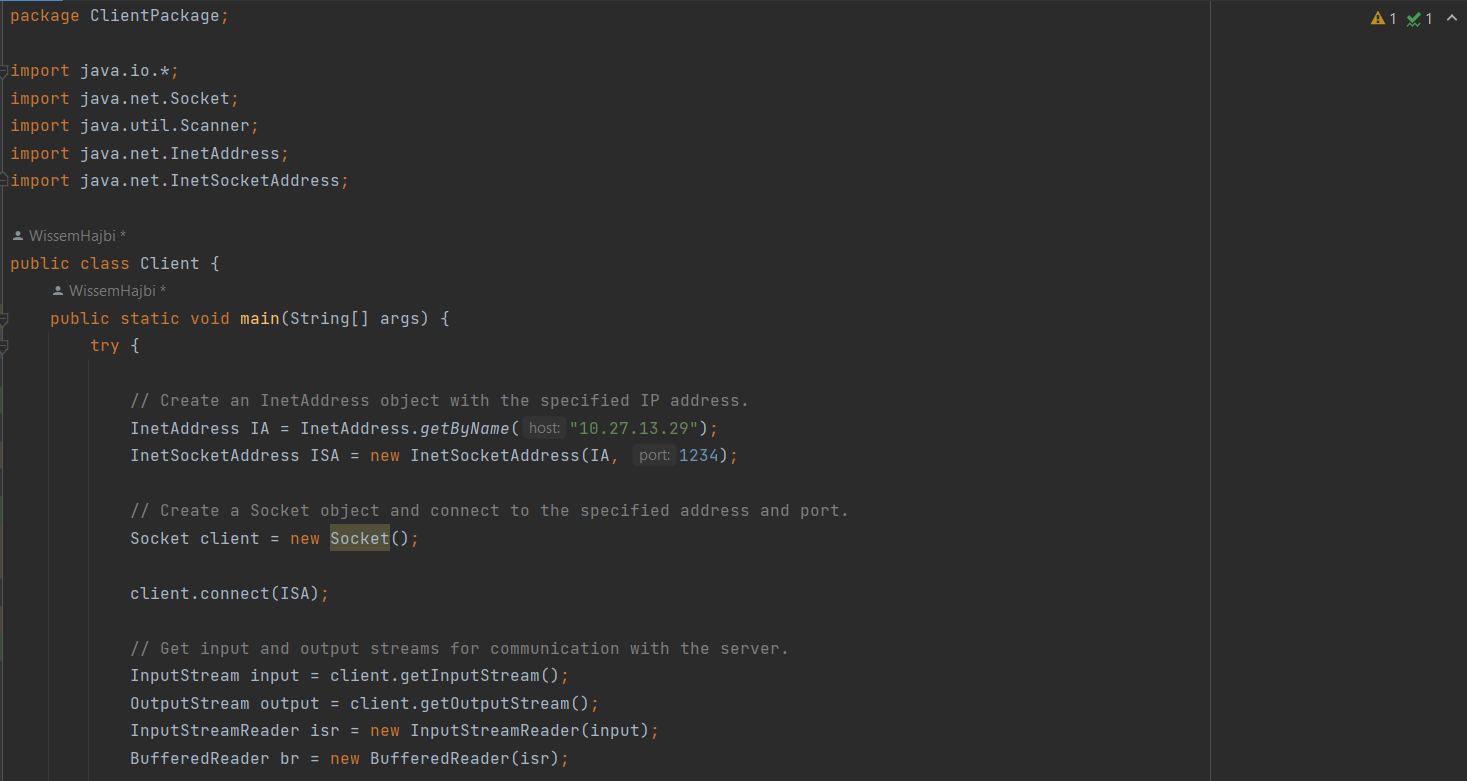 package ClientPackage;
1 1
import java.io.*;
import java.net.Socket;
import java.util.Scanner;
import java.net.InetAddress;
import java.net.InetSocketAddress;
WissemHajbi *
public class Client {
WissemHajbi *
public static void main(String[] args) {
try {
// Create an InetAddress object with the specified IP address.
InetAddress IA = InetAddress.getByName( host: "10.27.13.29");
InetSocketAddress ISA = new InetSocketAddress(IA, port: 1234);
// Create a Socket object and connect to the specified address and port.
Socket client = new Socket();
client.connect(ISA);
// Get input and output streams for communication with the server.
InputStream input = client.getInputStream();
OutputStream output = client.getOutputStream();
InputStreamReader isr = new InputStreamReader(input);
BufferedReader br = new BufferedReader(isr);